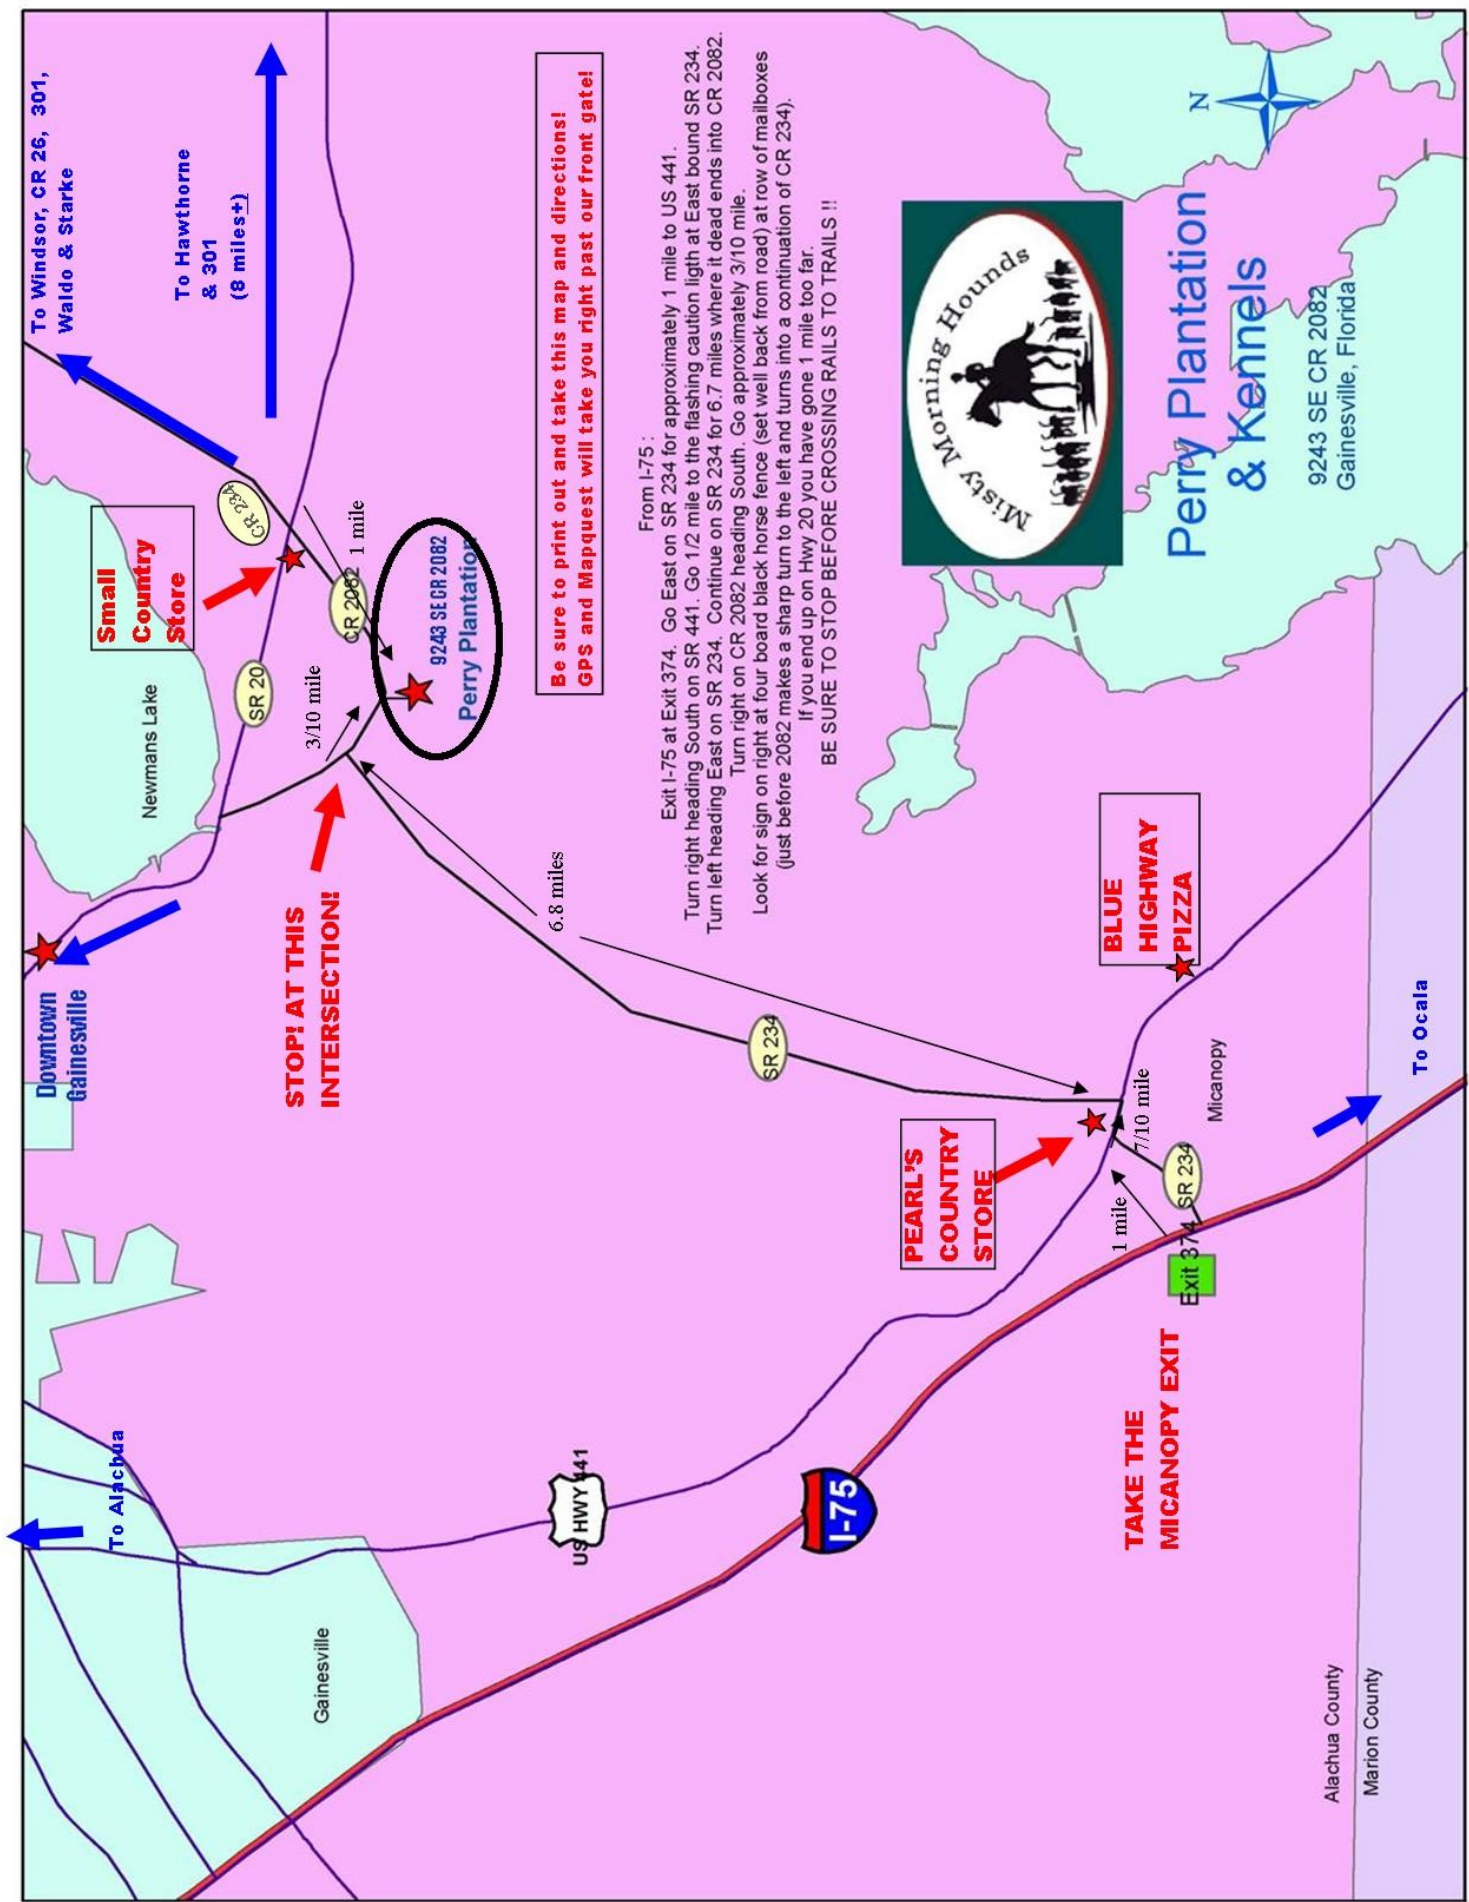 To Windsor, CR 26, 301,
Waldo & Starke
To Hawthorne
& 301
(8 miles+)
Small
Country
Store
CR 234
SR 20
Newmans Lake
CR 2082
1 mile
3/10 mile
9243 SE CR 2082
Perry Plantation
Downtown
Gainesville
STOP! AT THIS
INTERSECTION!
To Alachua
Gainesville
Be sure to print out and take this map and directions!
GPS and Mapquest will take you right past our front gate!
From I-75 :
Exit I-75 at Exit 374. Go East on SR 234 for approximately 1 mile to US 441.
Turn right heading South on SR 441. Go 1/2 mile to the flashing caution ligth at East bound SR 234.
Turn left heading East on SR 234. Continue on SR 234 for 6.7 miles where it dead ends into CR 2082.
Turn right on CR 2082 heading South. Go approximately 3/10 mile.
Look for sign on right at four board black horse fence (set well back from road) at row of mailboxes
(just before 2082 makes a sharp turn to the left and turns into a continuation of CR 234).
If you end up on Hwy 20 you have gone 1 mile too far.
BE SURE TO STOP BEFORE CROSSING RAILS TO TRAILS !!
6.8 miles
SR 234
US HWY 441
I-75
PEARL'S
COUNTRY
STORE
BLUE
HIGHWAY
PIZZA
1 mile
7/10 mile
SR 234
Exit 374
Micanopy
TAKE THE
MICANOPY EXIT
To Ocala
Alachua County
Marion County
Misty Morning Hounds
N
Perry Plantation
& Kennels
9243 SE CR 2082
Gainesville, Florida